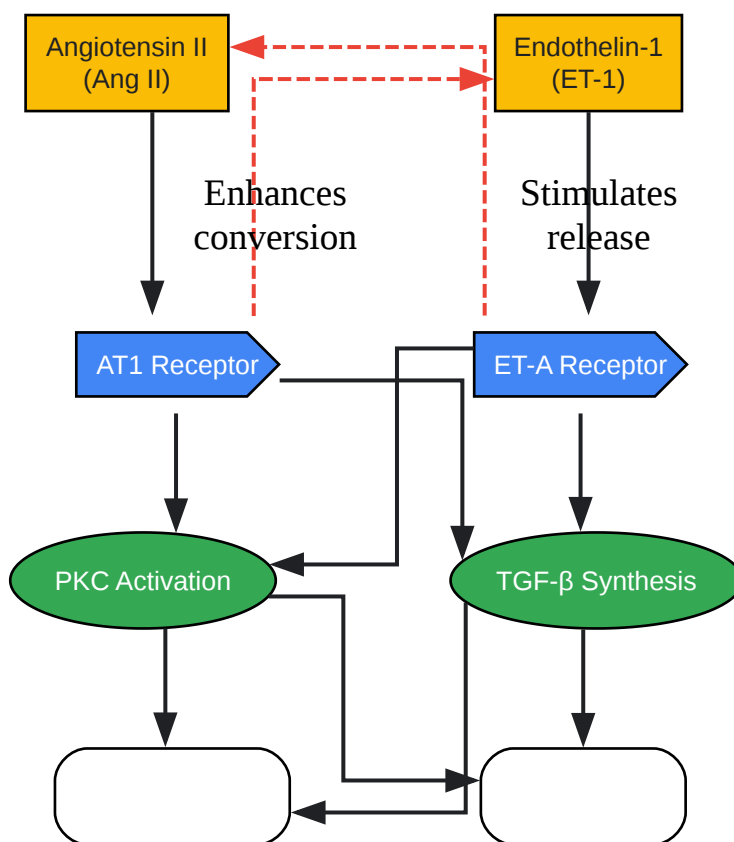 Angiotensin II
(Ang II)
Endothelin-1
(ET-1)
Enhances
conversion
Stimulates
release
AT1 Receptor
ET-A Receptor
PKC Activation
TGF-β Synthesis